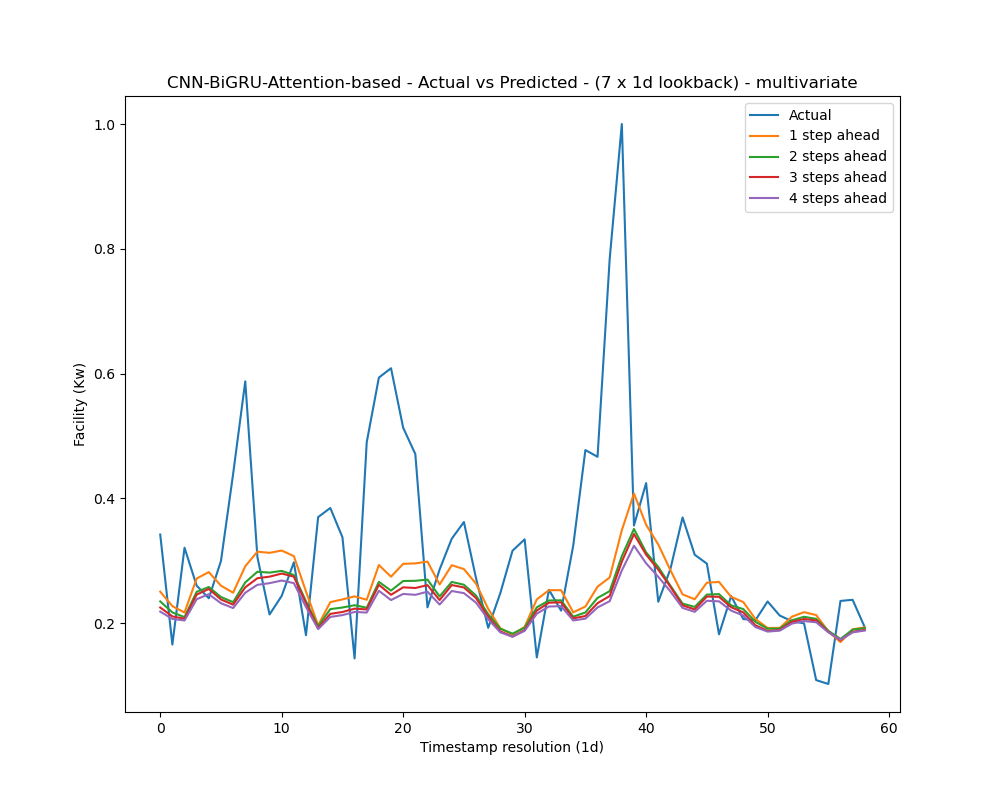 CNN-BiGRU-Attention-based - Actual vs Predicted - (7 x 1d lookback) - multivariate
Actual
1 step ahead
2 steps ahead
3 steps ahead
4 steps ahead
1.0
0.8
0.6
0.4
0.2
Facility (Kw)
0 10 20 30 40 50 60
Timestamp resolution (1d)